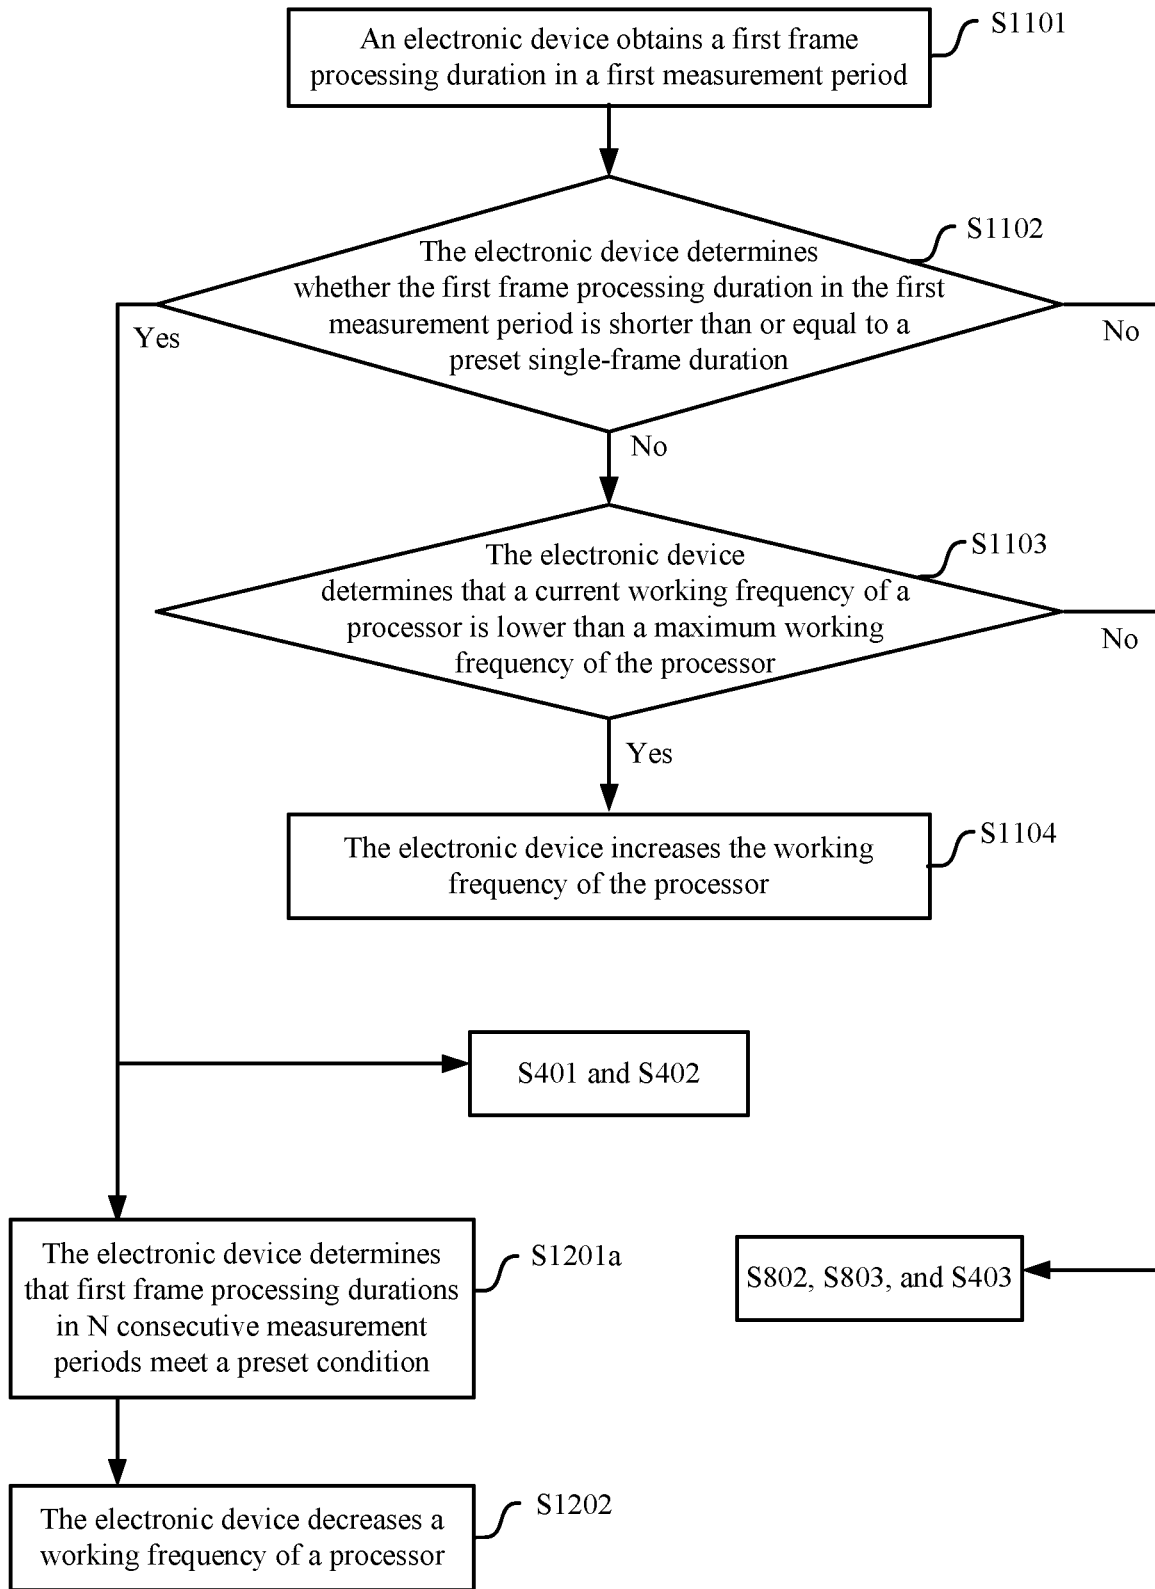 An electronic device obtains a first frame
processing duration in a first measurement period
S1101
The electronic device determines
whether the first frame processing duration in the first
measurement period is shorter than or equal to a
preset single-frame duration
S1102
Yes
No
No
The electronic device
determines that a current working frequency of a
processor is lower than a maximum working
frequency of the processor
S1103
No
Yes
The electronic device increases the working
frequency of the processor
S1104
S401 and S402
The electronic device determines
that first frame processing durations
in N consecutive measurement
periods meet a preset condition
S1201a
S802, S803, and S403
The electronic device decreases a
working frequency of a processor
S1202